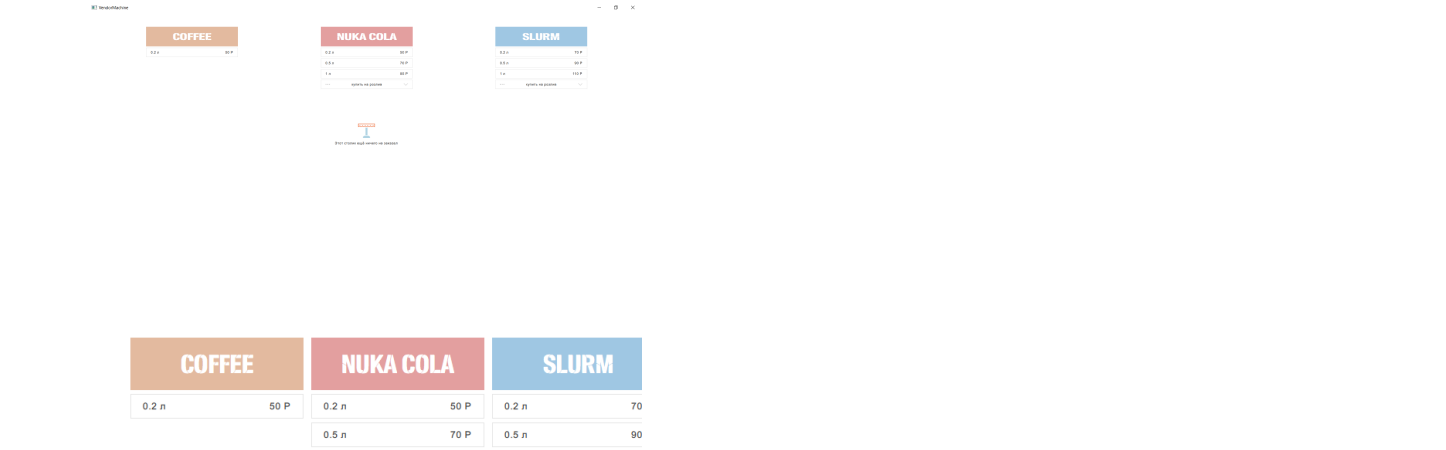 VendorMachine
COFFEE
0.2 л 50 Р
NUKA COLA
0.2 л 50 Р
0.5 л 70 Р
1 л 80 Р
купить на розлив
SLURM
0.2 л 70 Р
0.5 л 90 Р
1 л 110 Р
купить на розлив
Этот столик ещё ничего не заказал
COFFEE
0.2 л 50 Р
NUKA COLA
0.2 л 50 Р
0.5 л 70 Р
SLURM
0.2 л 70
0.5 л 90